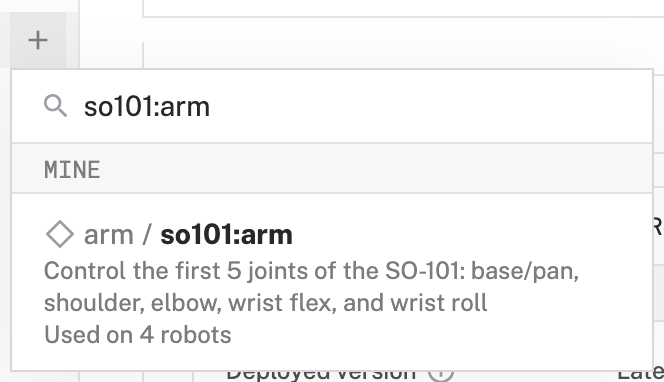 +
so101:arm
MINE
arm / so101:arm
Control the first 5 joints of the SO-101: base/pan,
shoulder, elbow, wrist flex, and wrist roll
Used on 4 robots
Deployed version